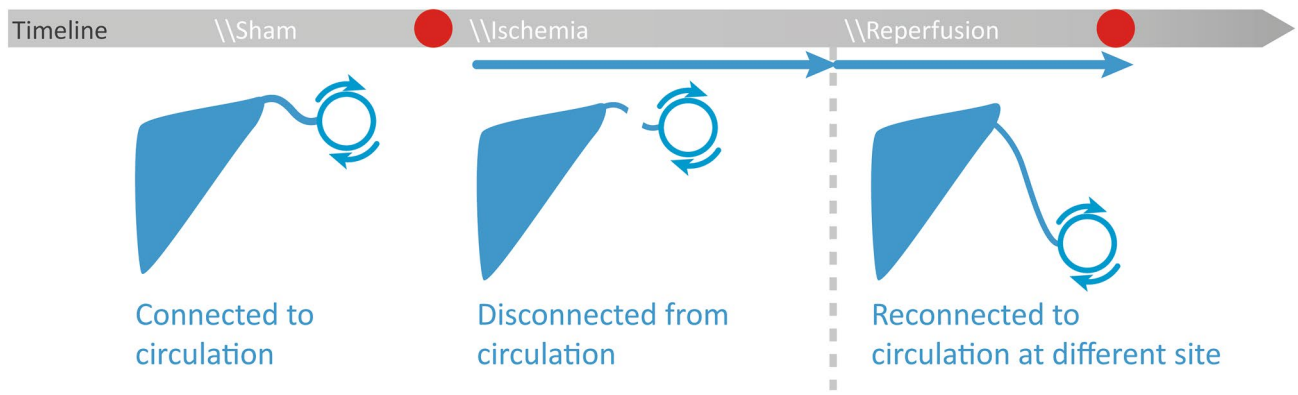 Timeline
\\Sham
\\Ischemia
\\Reperfusion
Connected to
circulation
Disconnected from
circulation
Reconnected to
circulation at different site